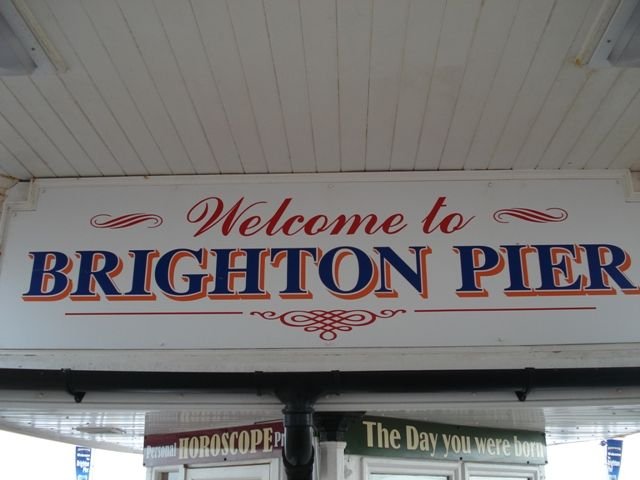 Welcome to
BRIGHTON PIER
Personal HOROSCOPE
The Day you were born